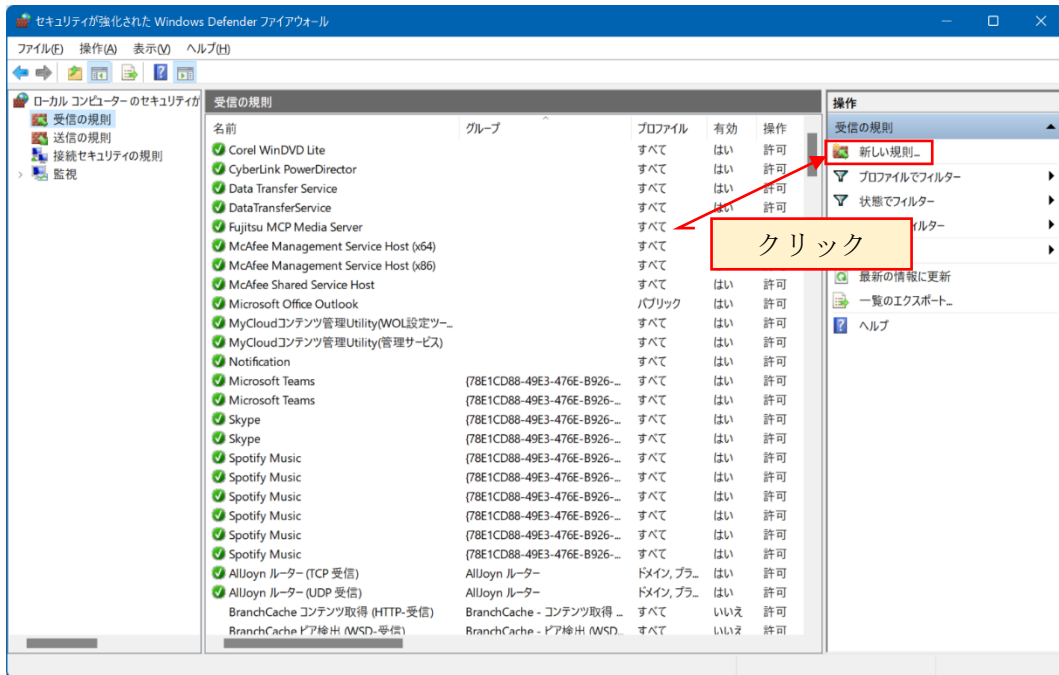 セキュリティが強化された Windows Defender ファイアウォール
ファイル(F) 操作(A) 表示(V) ヘルプ(H)
ローカル コンピューター のセキュリティが
受信の規則
送信の規則
接続セキュリティの規則
監視
受信の規則
名前 グループ プロファイル 有効 操作
Corel WinDVD Lite すべて はい 許可
CyberLink PowerDirector すべて はい 許可
Data Transfer Service すべて はい 許可
DataTransferService すべて はい 許可
Fujitsu MCP Media Server すべて
McAfee Management Service Host (x64) すべて
McAfee Management Service Host (x86) すべて
McAfee Shared Service Host すべて はい 許可
Microsoft Office Outlook パブリック はい 許可
MyCloudコンテンツ管理Utility(WOL設定ツー... すべて はい 許可
MyCloudコンテンツ管理Utility(管理サービス) すべて はい 許可
Notification すべて はい 許可
Microsoft Teams {78E1CD88-49E3-476E-B926-... すべて はい 許可
Microsoft Teams {78E1CD88-49E3-476E-B926-... すべて はい 許可
Skype {78E1CD88-49E3-476E-B926-... すべて はい 許可
Skype {78E1CD88-49E3-476E-B926-... すべて はい 許可
Spotify Music {78E1CD88-49E3-476E-B926-... すべて はい 許可
Spotify Music {78E1CD88-49E3-476E-B926-... すべて はい 許可
Spotify Music {78E1CD88-49E3-476E-B926-... すべて はい 許可
Spotify Music {78E1CD88-49E3-476E-B926-... すべて はい 許可
Spotify Music {78E1CD88-49E3-476E-B926-... すべて はい 許可
Spotify Music {78E1CD88-49E3-476E-B926-... すべて はい 許可
AllJoyn ルーター (TCP 受信) AllJoyn ルーター ドメイン, プラ... はい 許可
AllJoyn ルーター (UDP 受信) AllJoyn ルーター ドメイン, プラ... はい 許可
BranchCache コンテンツ取得 (HTTP-受信) BranchCache - コンテンツ取得 ... すべて いいえ 許可
BranchCache ピア検出 (WSD-受信) BranchCache - ピア検出 (WSD... すべて いいえ 許可
操作
受信の規則
新しい規則...
プロファイルでフィルター
状態でフィルター
ィルター
クリック
最新の情報に更新
一覧のエクスポート...
ヘルプ